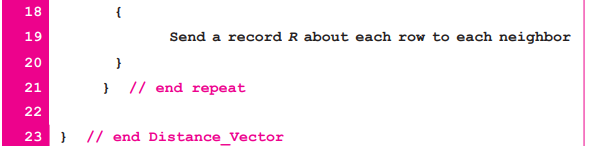 18 {
19 Send a record R about each row to each neighbor
20 }
21 } // end repeat
22
23 } // end Distance_Vector